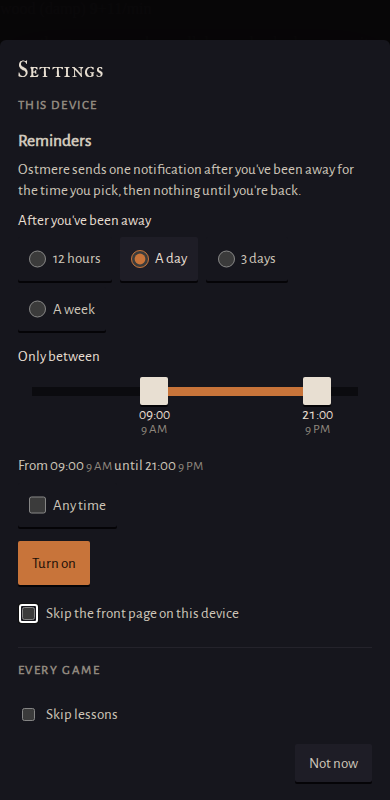 Settings
THIS DEVICE
Reminders
Ostmere sends one notification after you've been away for
the time you pick, then nothing until you're back.
After you've been away
12 hours
A day
3 days
A week
Only between
09:00
21:00
9 AM
9 PM
From 09:00 9 AM until 21:00 9 PM
Any time
Turn on
Skip the front page on this device
EVERY GAME
Skip lessons
Not now